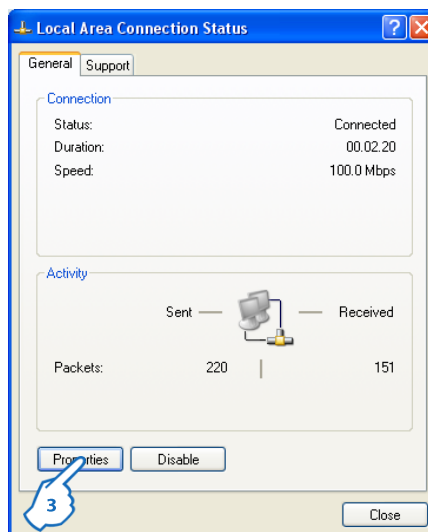 Local Area Connection Status
General Support
Connection
Status: Connected
Duration: 00.02.20
Speed: 100.0 Mbps
Activity
Sent Received
Packets: 220 151
Properties Disable
3
Close